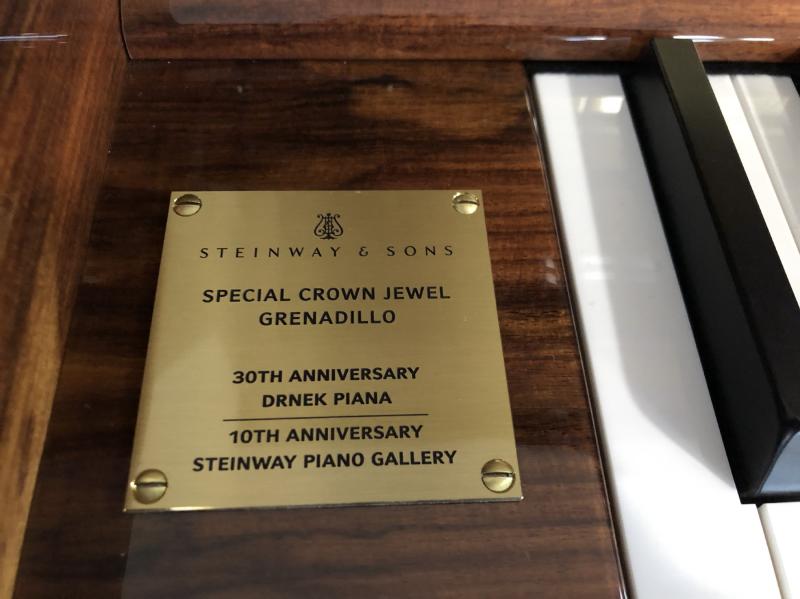 STEINWAY & SONS
SPECIAL CROWN JEWEL
GRENADILLO
30TH ANNIVERSARY
DRNEK PIANA
10TH ANNIVERSARY
STEINWAY PIANO GALLERY